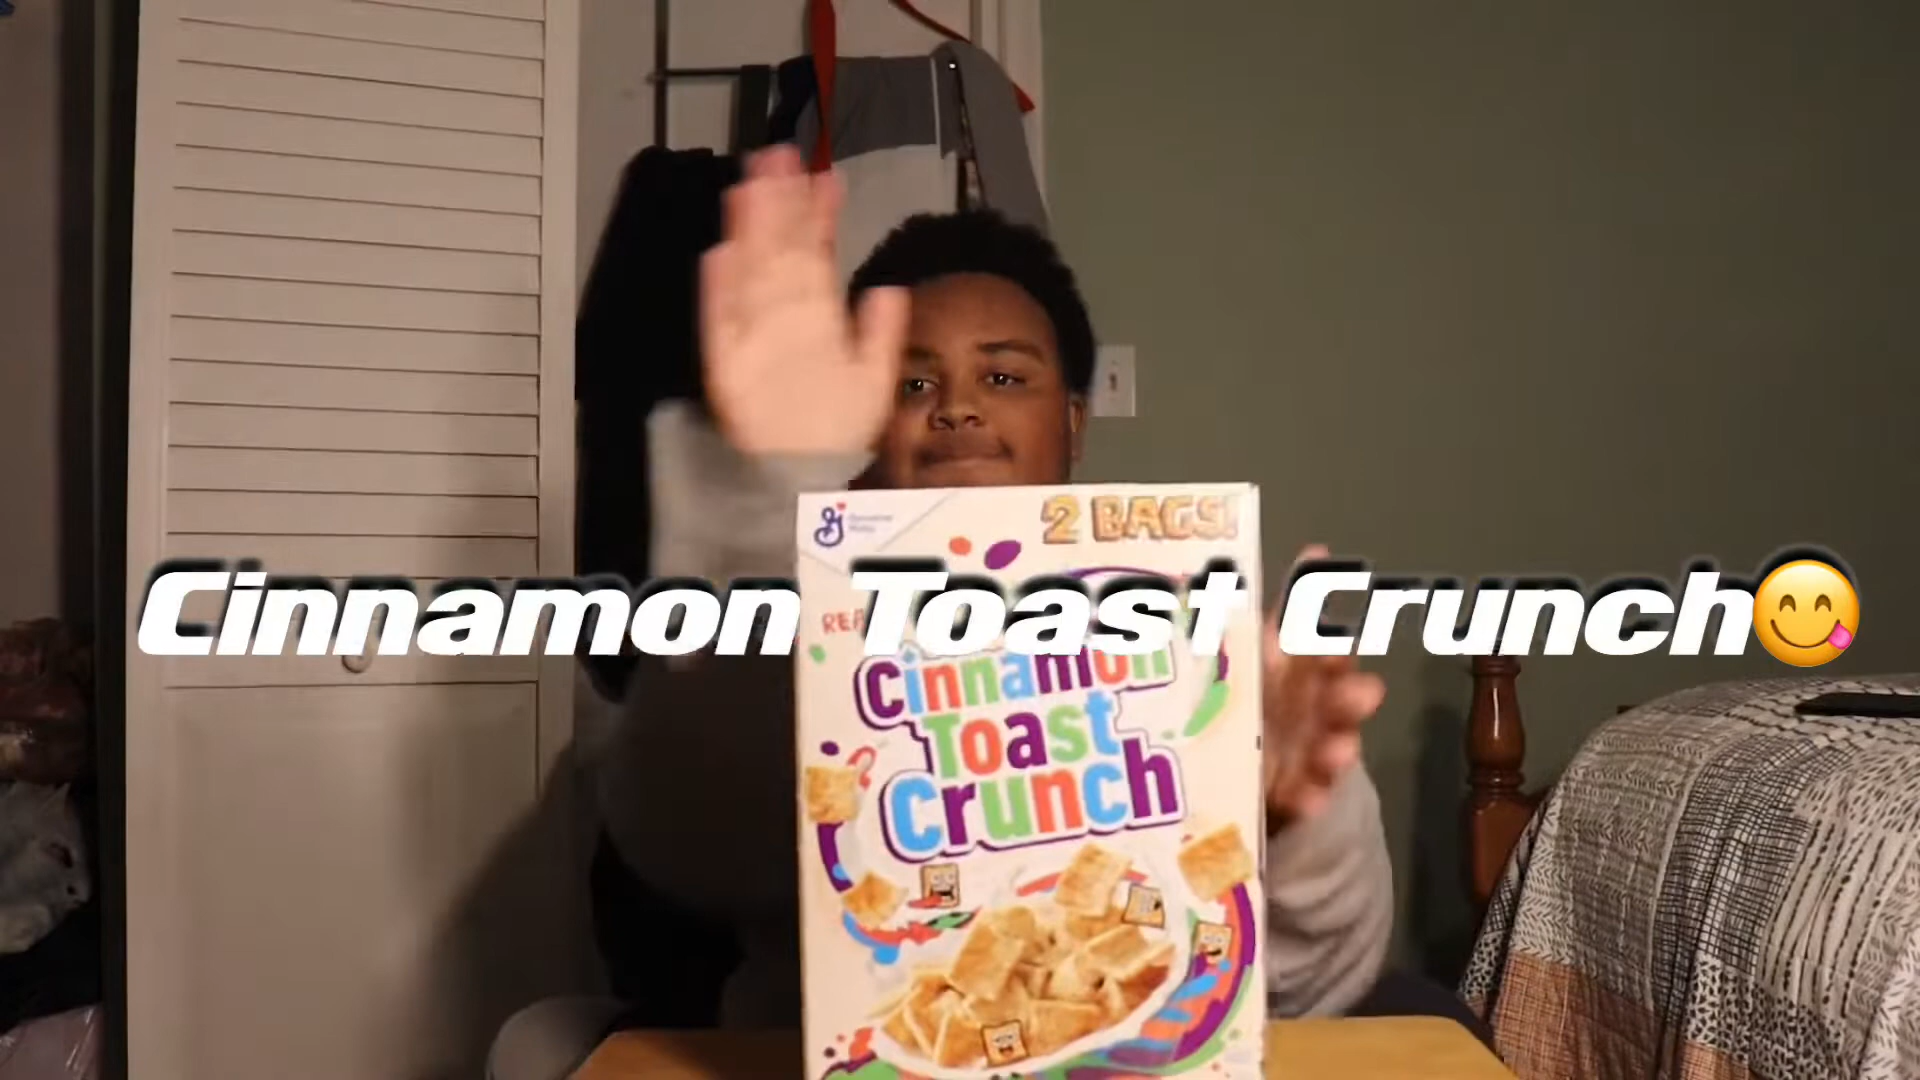 2 BAGS!
Cinnamon Toast Crunch😋
Cinnamon
Toast
Crunch